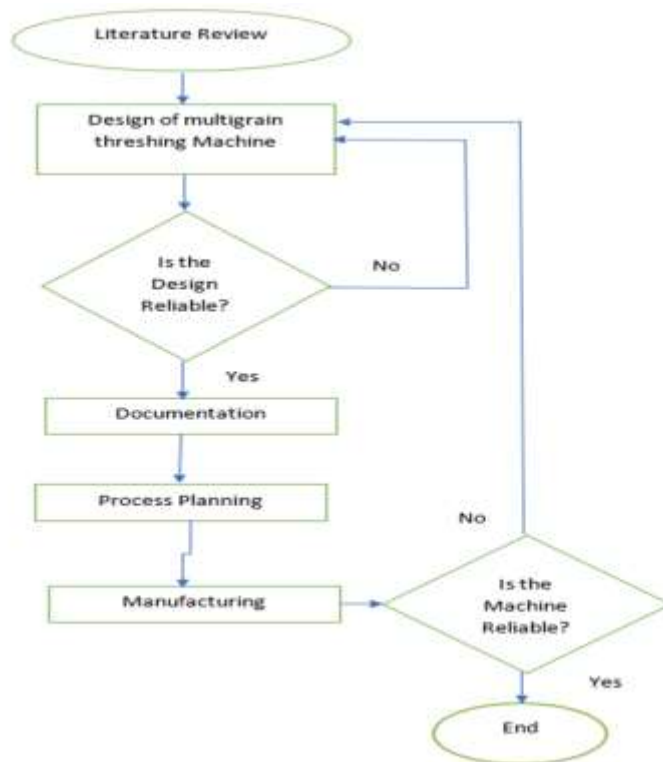 Literature Review
Design of multigrain
threshing Machine
Is the
Design
Reliable?
No
Yes
Documentation
Process Planning
Manufacturing
No
Is the
Machine
Reliable?
Yes
End